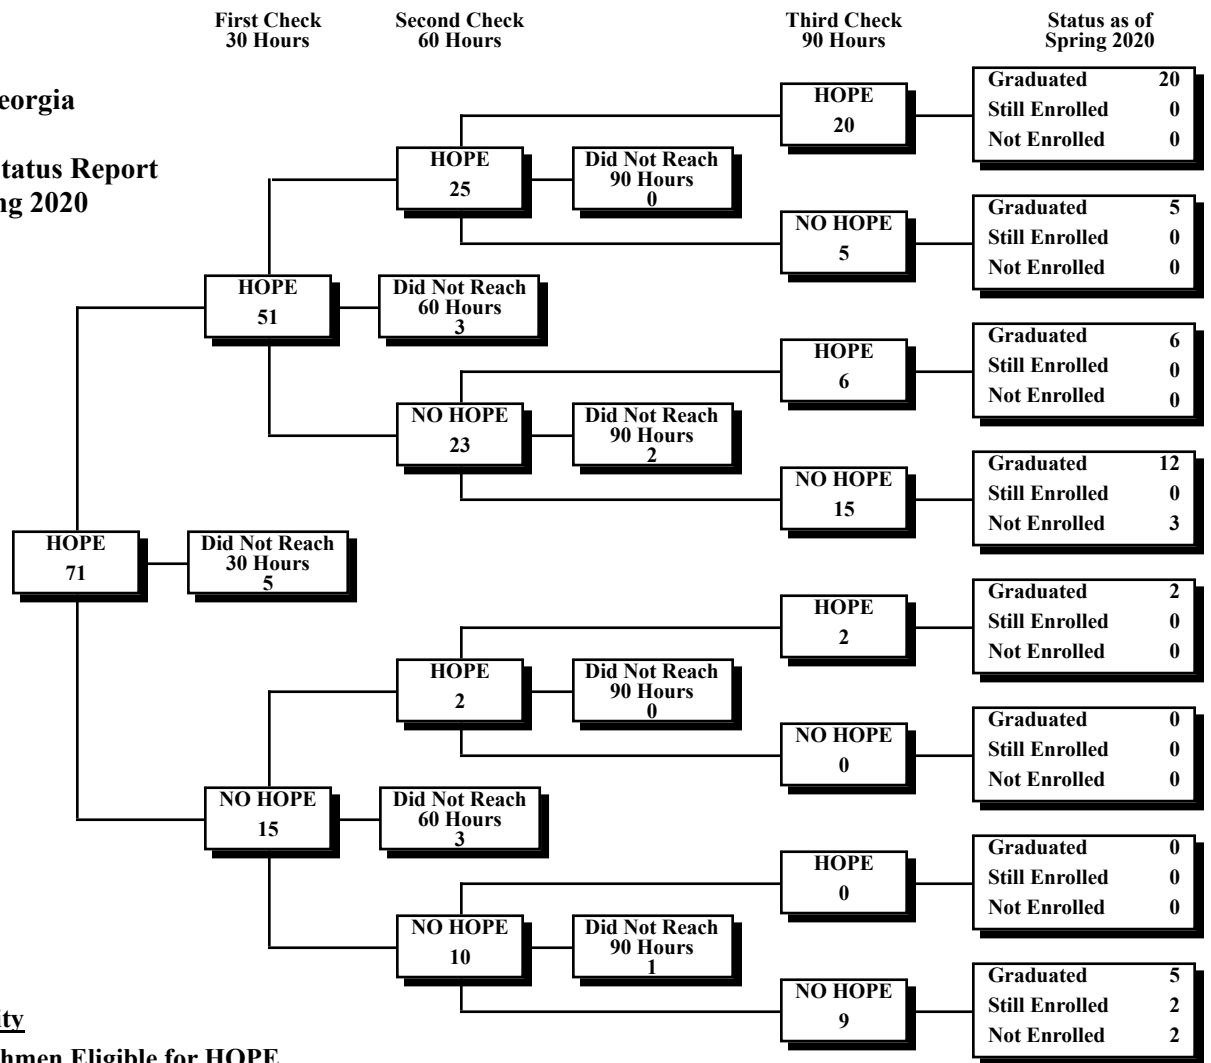 First Check
30 Hours
Second Check
60 Hours
Third Check
90 Hours
Status as of
Spring 2020
eorgia
tatus Report
ng 2020
HOPE
71
Did Not Reach
30 Hours
5
HOPE
51
Did Not Reach
60 Hours
3
NO HOPE
15
Did Not Reach
60 Hours
3
HOPE
25
Did Not Reach
90 Hours
0
NO HOPE
23
Did Not Reach
90 Hours
2
HOPE
2
Did Not Reach
90 Hours
0
NO HOPE
10
Did Not Reach
90 Hours
1
HOPE
20
Graduated 20
Still Enrolled 0
Not Enrolled 0
NO HOPE
5
Graduated 5
Still Enrolled 0
Not Enrolled 0
HOPE
6
Graduated 6
Still Enrolled 0
Not Enrolled 0
NO HOPE
15
Graduated 12
Still Enrolled 0
Not Enrolled 3
HOPE
2
Graduated 2
Still Enrolled 0
Not Enrolled 0
NO HOPE
0
Graduated 0
Still Enrolled 0
Not Enrolled 0
HOPE
0
Graduated 0
Still Enrolled 0
Not Enrolled 0
NO HOPE
9
Graduated 5
Still Enrolled 2
Not Enrolled 2
ity
hmen Eligible for HOPE